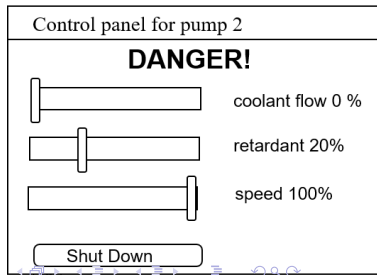 Control panel for pump 2
DANGER!
coolant flow 0 %
retardant 20%
speed 100%
Shut Down